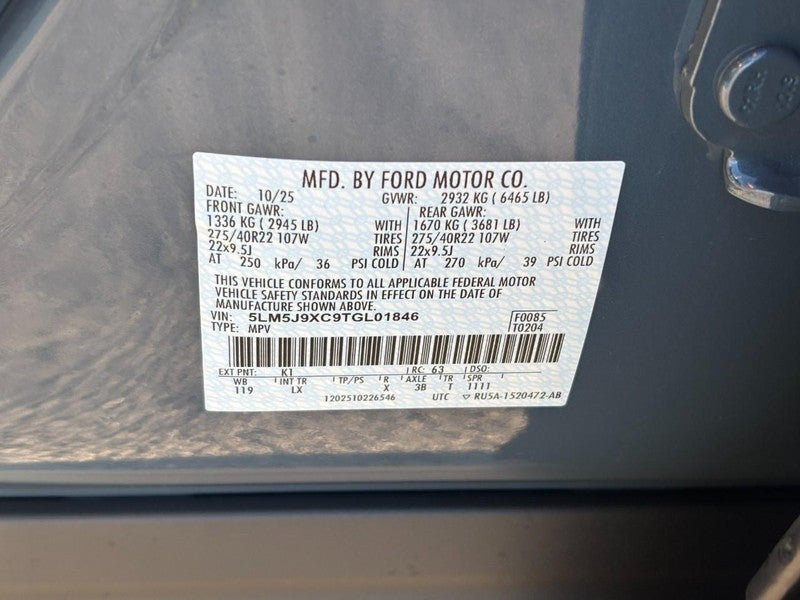 MFD. BY FORD MOTOR CO.
DATE: 10/25 GVWR: 2932 KG ( 6465 LB)
FRONT GAWR: REAR GAWR:
1336 KG ( 2945 LB) WITH 1670 KG ( 3681 LB) WITH
275/40R22 107W TIRES 275/40R22 107W TIRES
22x9.5J RIMS 22x9.5J RIMS
AT 250 kPa/ 36 PSI COLD AT 270 kPa/ 39 PSI COLD
THIS VEHICLE CONFORMS TO ALL APPLICABLE FEDERAL MOTOR
VEHICLE SAFETY STANDARDS IN EFFECT ON THE DATE OF
MANUFACTURE SHOWN ABOVE.
VIN: 5LM5J9XC9TGL01846 F0085
TYPE: MPV T0204
EXT PNT: K1 RC: 63 DSO:
WB INT TR TP/PS R AXLE TR SPR
119 LX X 3B T 1111
1202510226546 UTC RU5A-1520472-AB